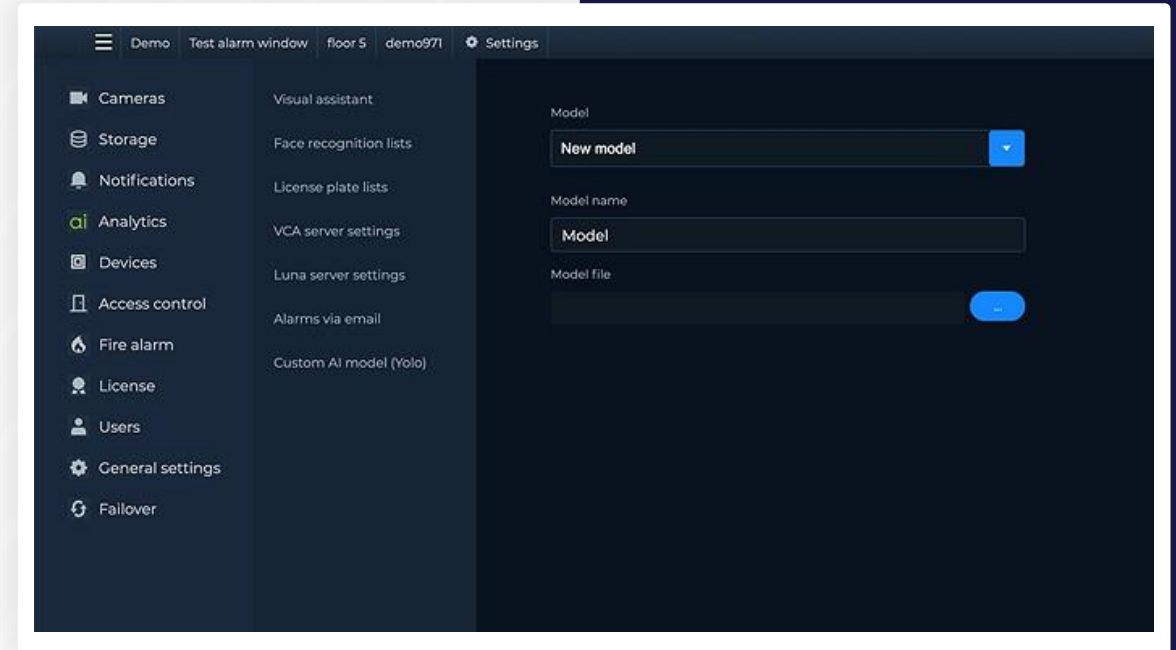 Demo Test alarm window floor 5 demo971 Settings
Cameras
Storage
Notifications
ai Analytics
Devices
Access control
Fire alarm
License
Users
General settings
Failover
Visual assistant
Face recognition lists
License plate lists
VCA server settings
Luna server settings
Alarms via email
Custom AI model (Yolo)
Model
New model
Model name
Model
Model file
...